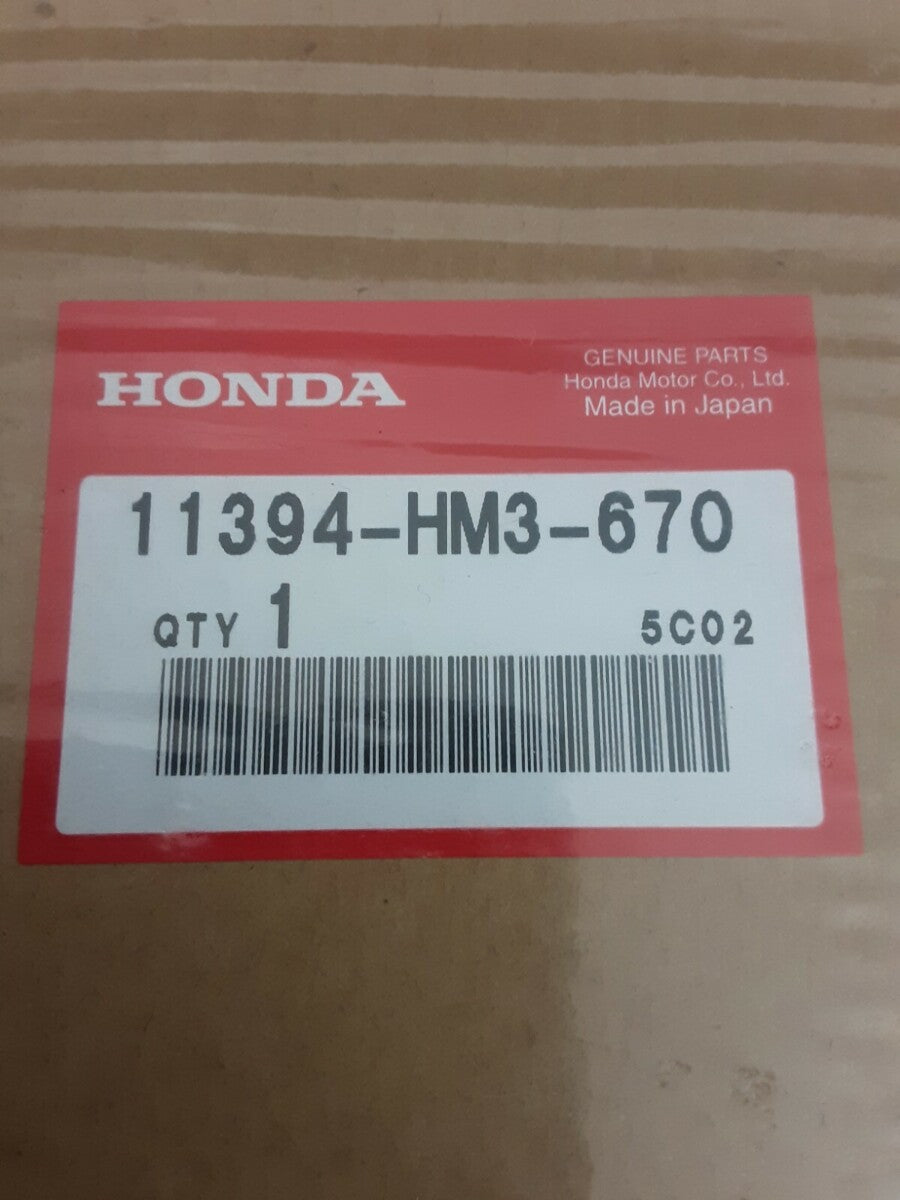 HONDA
GENUINE PARTS
Honda Motor Co., Ltd.
Made in Japan
11394-HM3-670
QTY 1 5C02